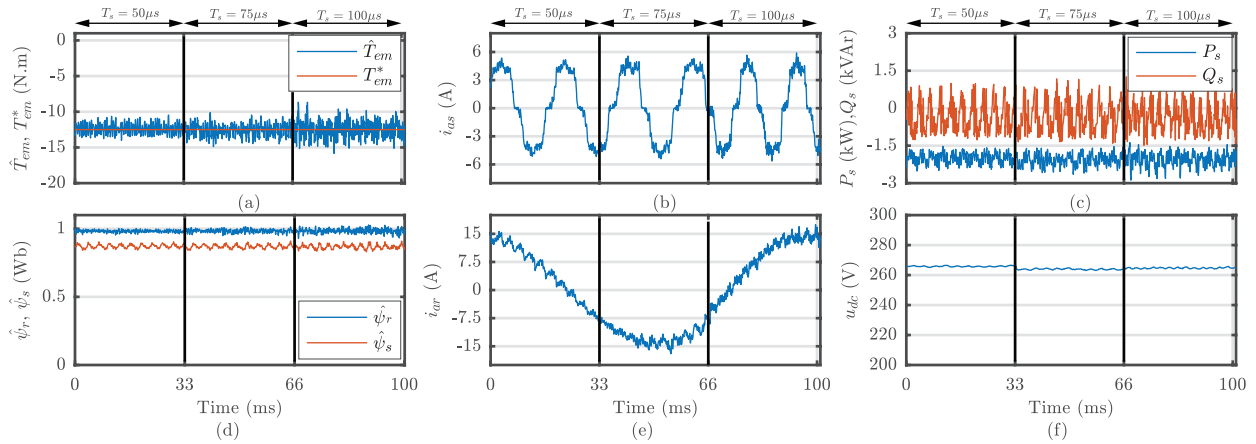 T_s = 50μs T_s = 75μs T_s = 100μs
T̂_em, T*_em (N.m)
0
-5
-10
-15
-20
T̂_em
T*_em
(a)
T_s = 50μs T_s = 75μs T_s = 100μs
i_as (A)
6
3
0
-3
-6
(b)
T_s = 50μs T_s = 75μs T_s = 100μs
P_s (kW),Q_s (kVAr)
3
1.5
0
-1.5
-3
P_s
Q_s
(c)
ψ̂_r, ψ̂_s (Wb)
1
0.5
0
ψ̂_r
ψ̂_s
0 33 66 100
Time (ms)
(d)
i_ar (A)
15
7.5
0
-7.5
-15
0 33 66 100
Time (ms)
(e)
u_dc (V)
300
280
260
240
220
200
0 33 66 100
Time (ms)
(f)